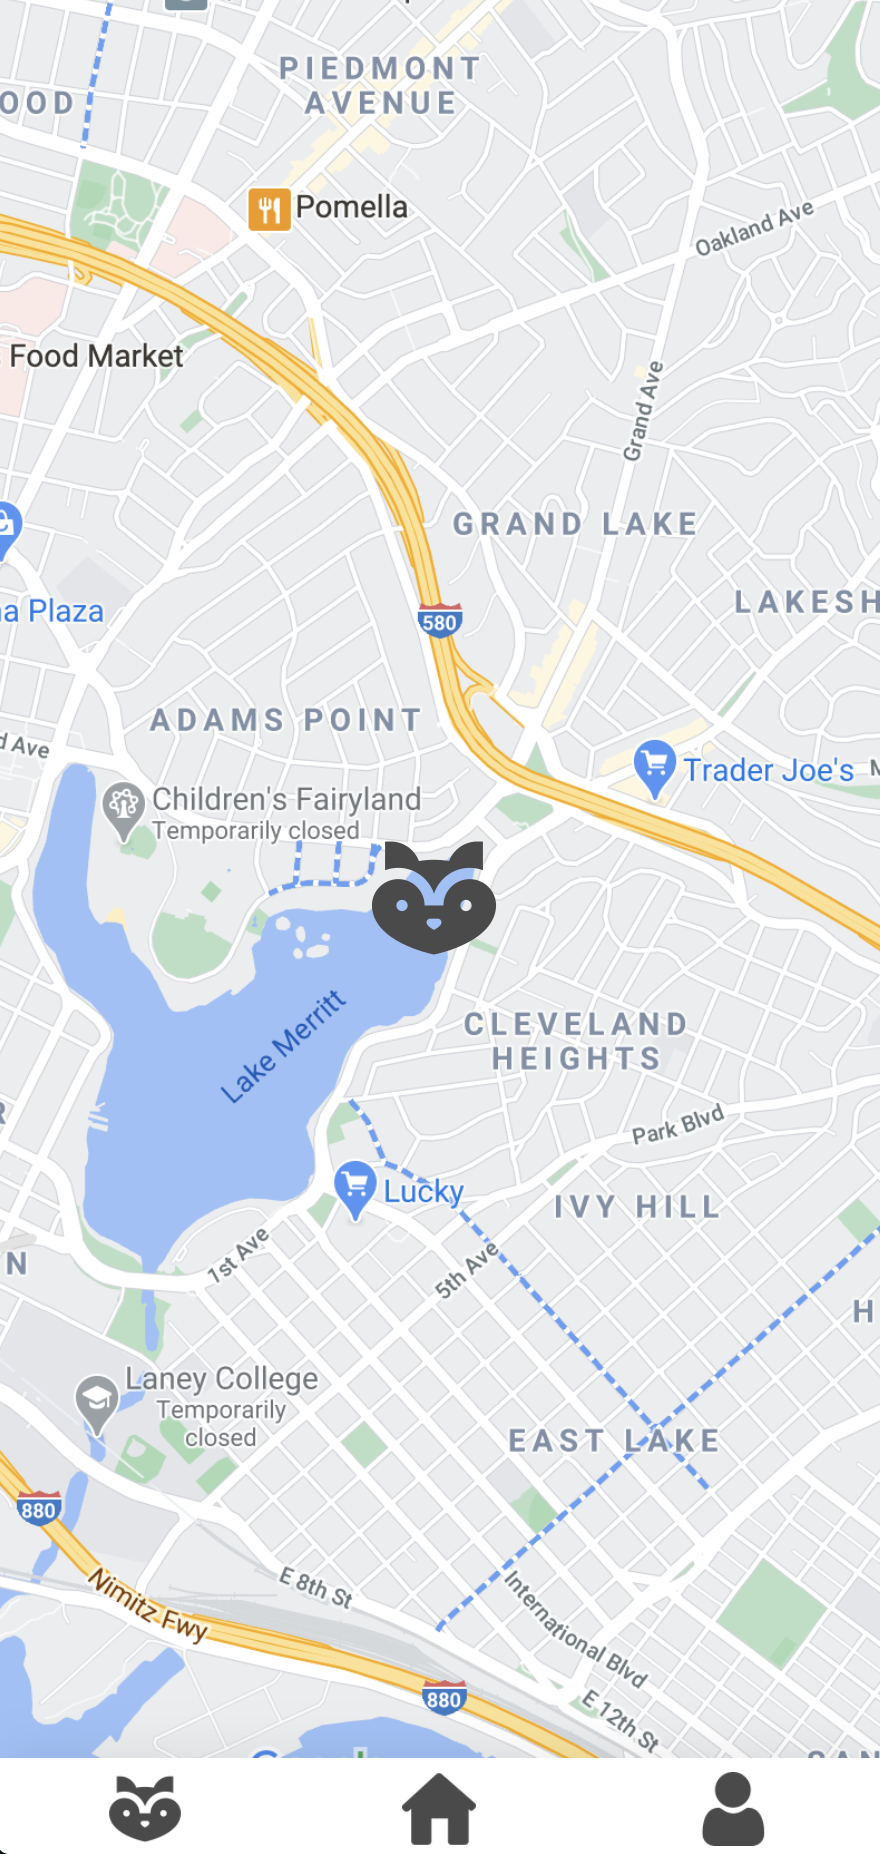 PIEDMONT
AVENUE
OOD
Pomella
Oakland Ave
Food Market
Grand Ave
GRAND LAKE
580
LAKESH
a Plaza
ADAMS POINT
d Ave
Trader Joe's
Children's Fairyland
Temporarily closed
Lake Merritt
CLEVELAND
HEIGHTS
Park Blvd
R
Lucky
IVY HILL
1st Ave
5th Ave
N
H
Laney College
Temporarily
closed
EAST LAKE
880
Nimitz Fwy
E 8th St
International Blvd
880
E 12th St